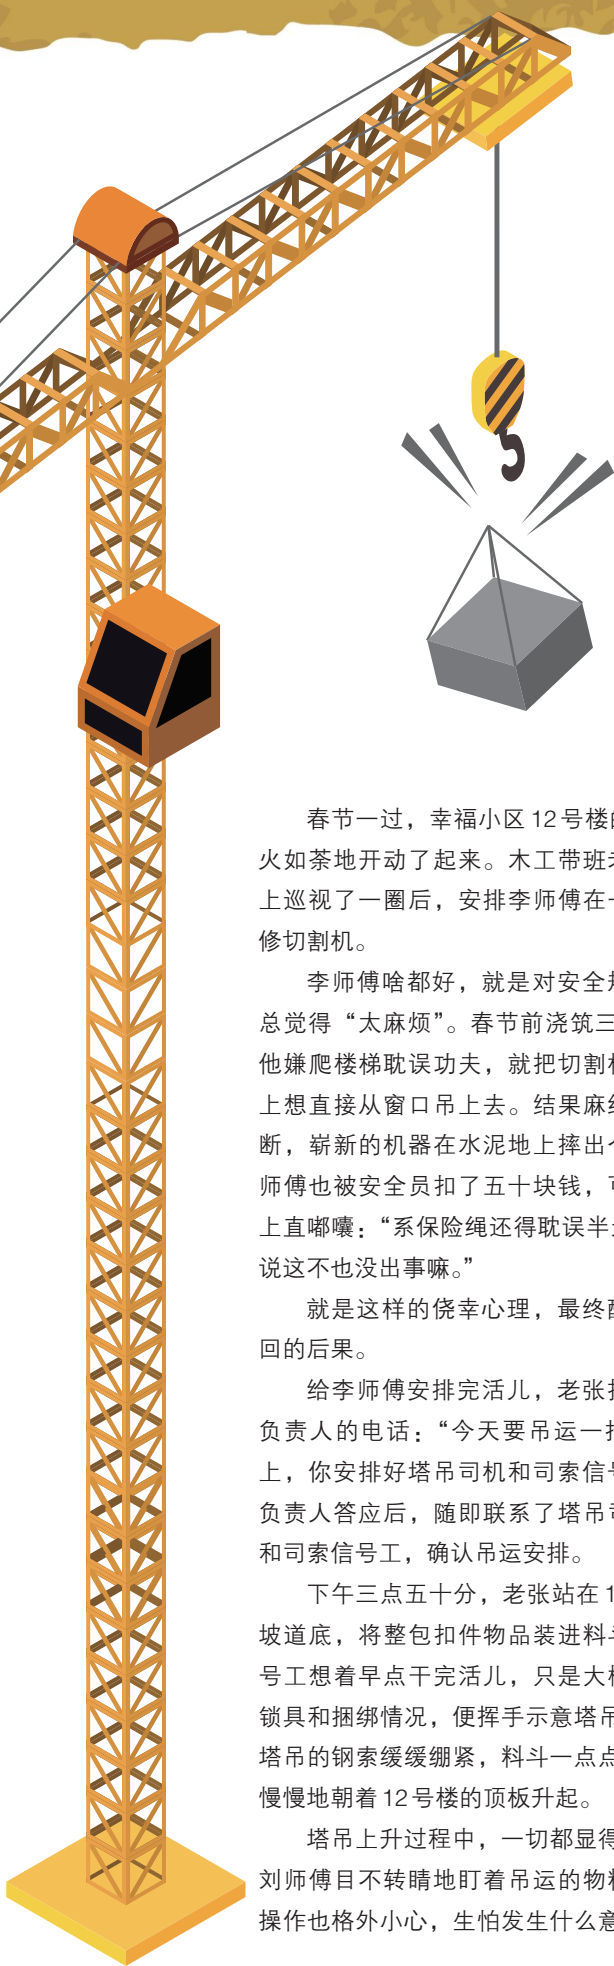 春节一过，幸福小区12号楼
火如荼地开动了起来。木工带班
上巡视了一圈后，安排李师傅在
修切割机。
李师傅啥都好，就是对安全
总觉得“太麻烦”。春节前浇筑三
他嫌爬楼梯耽误功夫，就把切割
上想直接从窗口吊上去。结果麻
断，崭新的机器在水泥地上摔出
师傅也被安全员扣了五十块钱，
上直嘟囔：“系保险绳还得耽误半
说这不也没出事嘛。”
就是这样的侥幸心理，最终
回的后果。
给李师傅安排完活儿，老张
负责人的电话：“今天要吊运一
上，你安排好塔吊司机和司索信
负责人答应后，随即联系了塔吊
和司索信号工，确认吊运安排。
下午三点五十分，老张站在1
坡道底，将整包扣件物品装进料
号工想着早点干完活儿，只是大
锁具和捆绑情况，便挥手示意塔吊
塔吊的钢索缓缓绷紧，料斗一点点
慢慢地朝着12号楼的顶板升起。
塔吊上升过程中，一切都显得
刘师傅目不转睛地盯着吊运的物
操作也格外小心，生怕发生什么